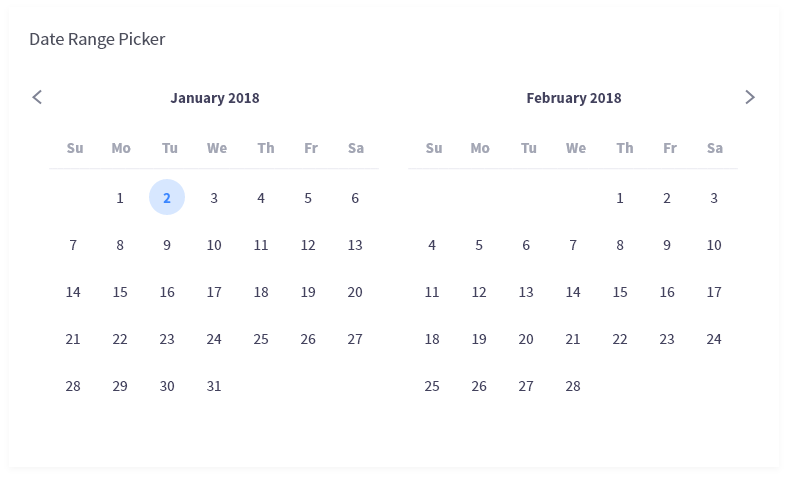 Date Range Picker
January 2018
Su Mo Tu We Th Fr Sa
1 2 3 4 5 6
7 8 9 10 11 12 13
14 15 16 17 18 19 20
21 22 23 24 25 26 27
28 29 30 31
February 2018
Su Mo Tu We Th Fr Sa
1 2 3
4 5 6 7 8 9 10
11 12 13 14 15 16 17
18 19 20 21 22 23 24
25 26 27 28